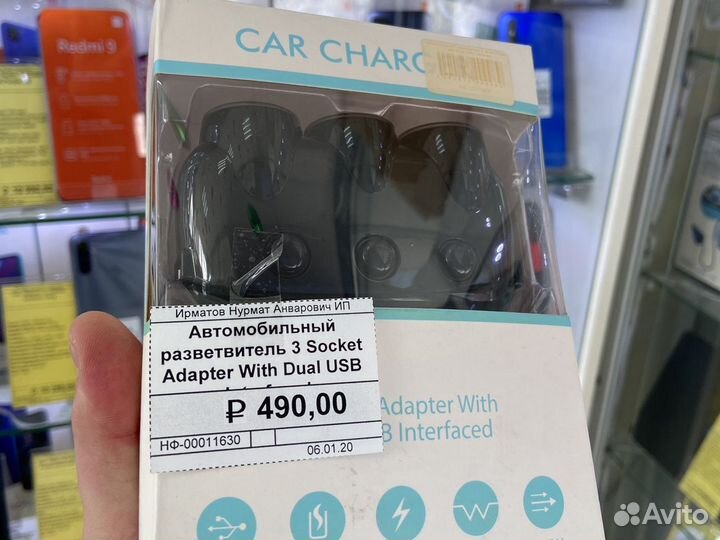 Redmi 9
CAR CHARG
Ирматов Нурмат Анварович ИП
Автомобильный
разветвитель 3 Socket
Adapter With Dual USB
₽ 490,00
НФ-00011630
06.01.20
Adapter With
B Interfaced
Avito